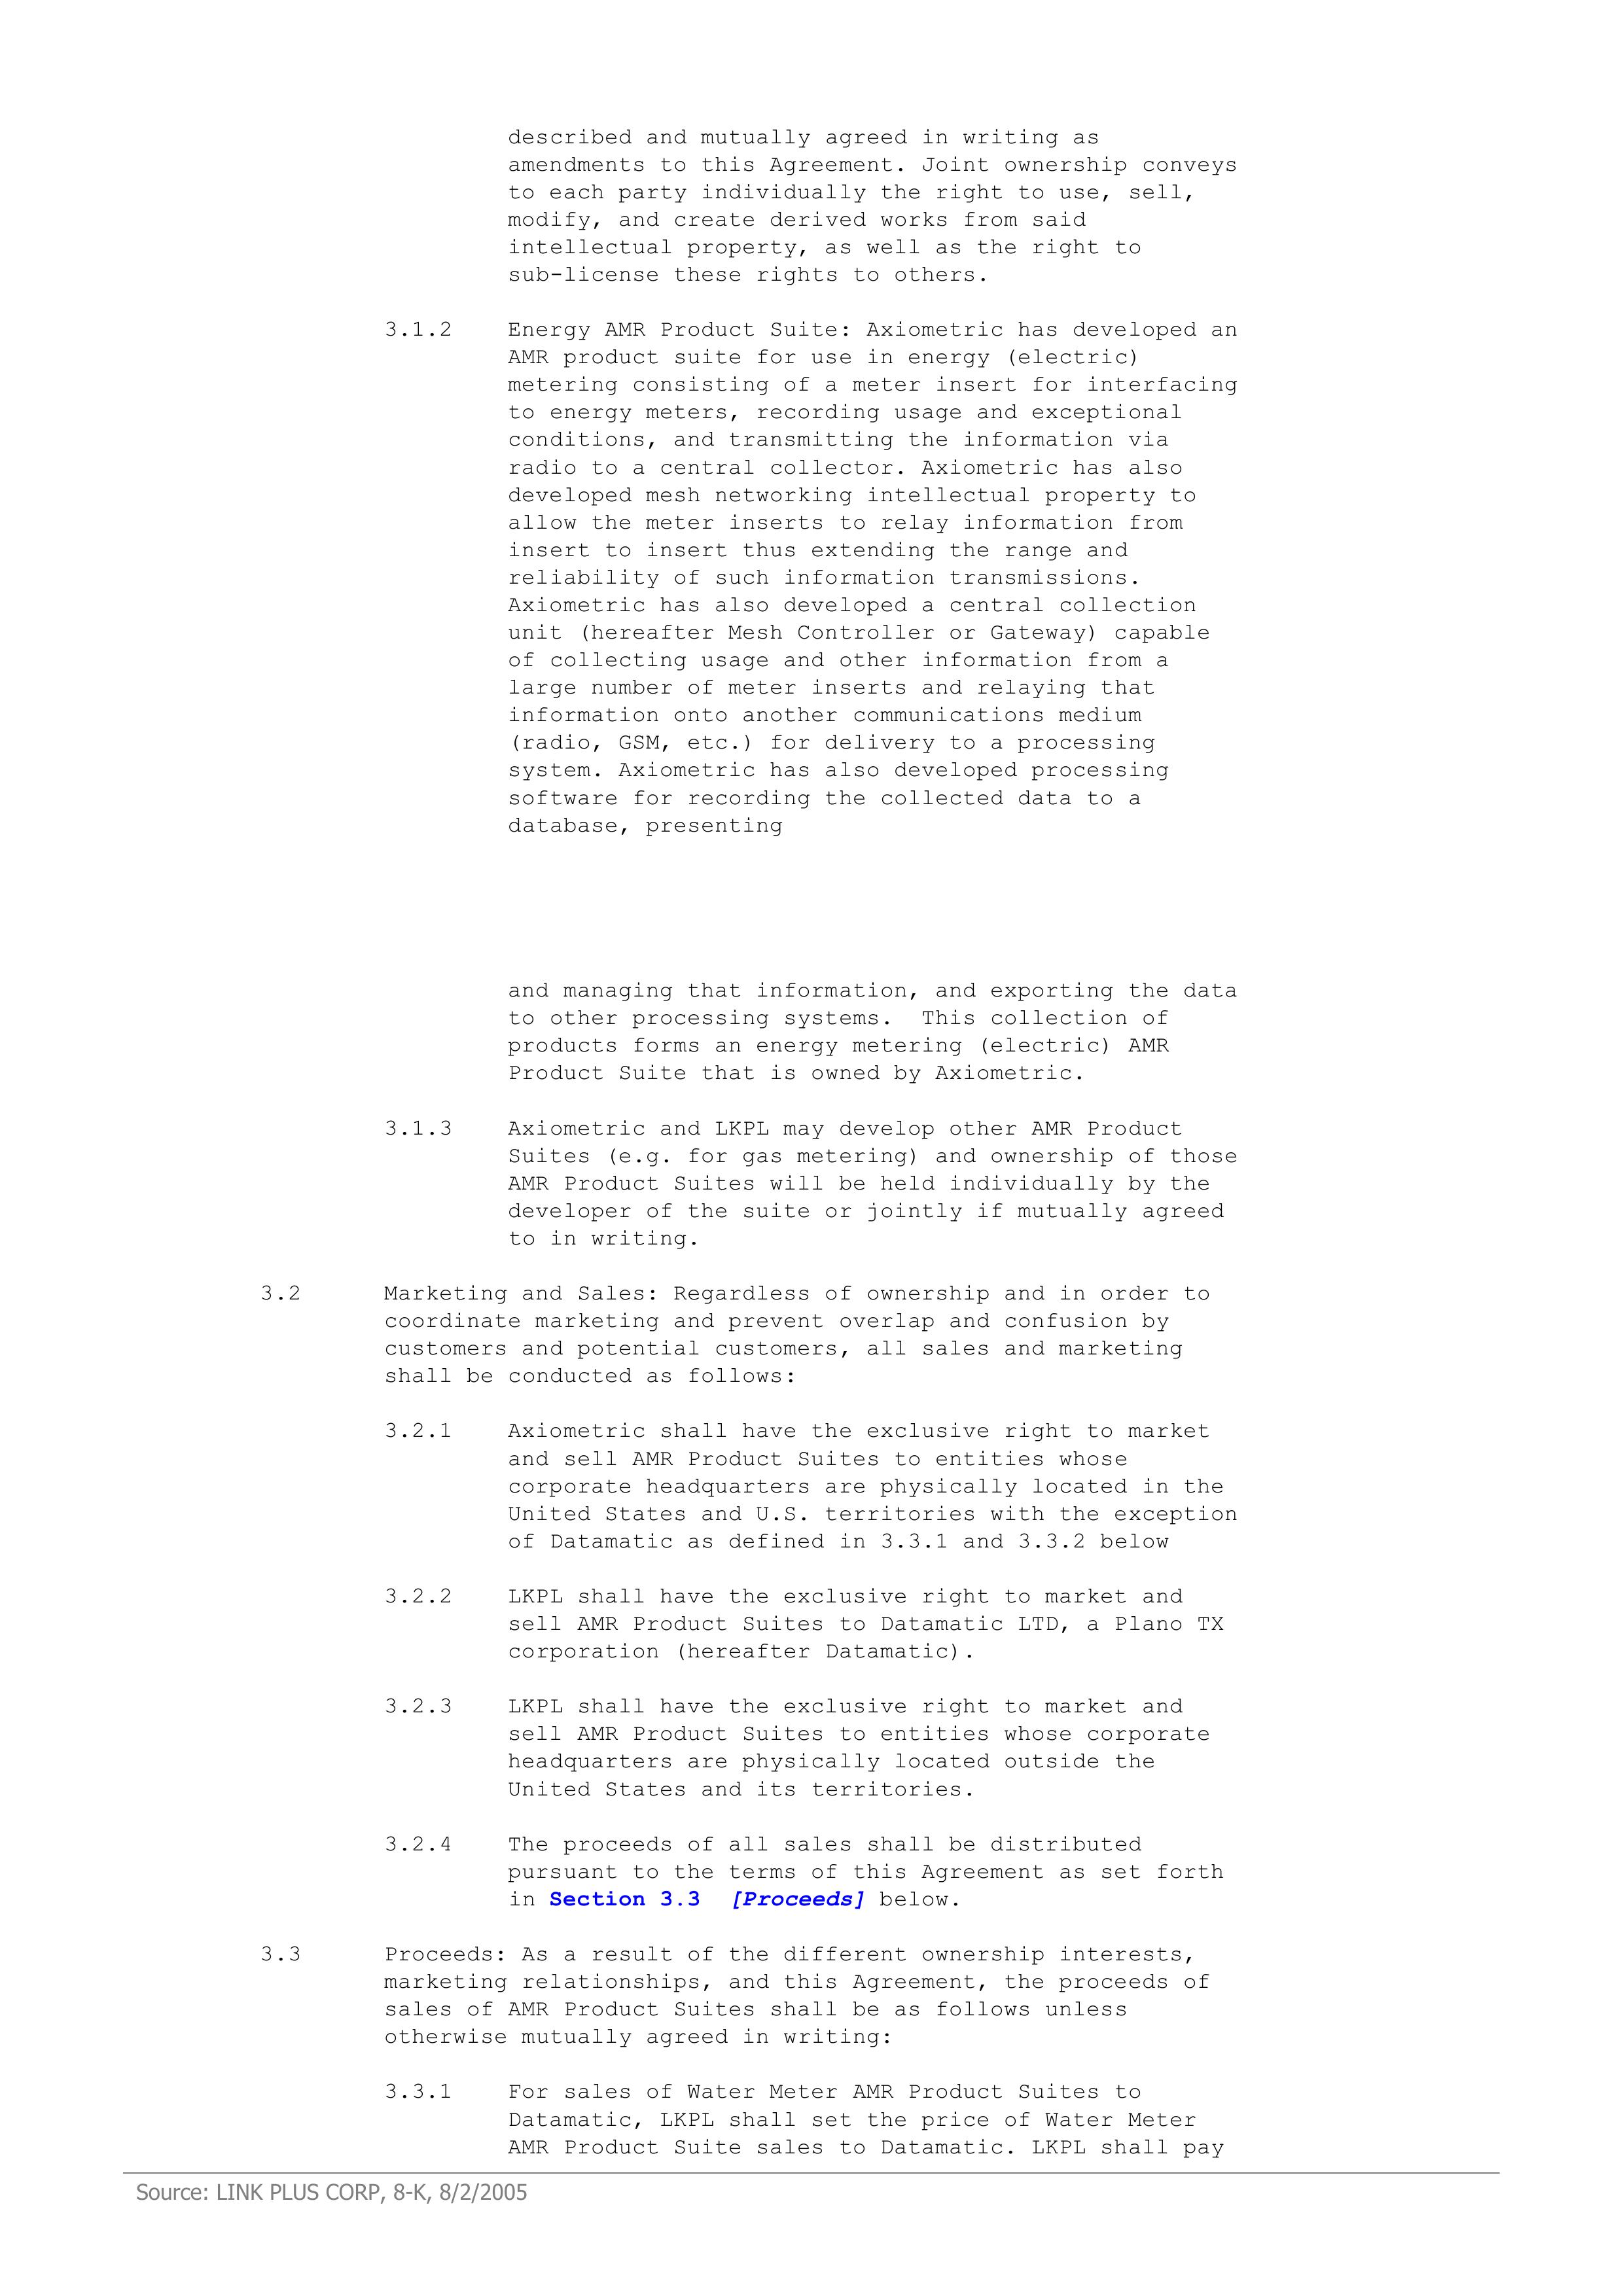 described and mutually agreed in writing as
amendments to this Agreement. Joint ownership conveys
to each party individually the right to use, sell,
modify, and create derived works from said
intellectual property, as well as the right to
sub-license these rights to others.
3.1.2 Energy AMR Product Suite: Axiometric has developed an
AMR product suite for use in energy (electric)
metering consisting of a meter insert for interfacing
to energy meters, recording usage and exceptional
conditions, and transmitting the information via
radio to a central collector. Axiometric has also
developed mesh networking intellectual property to
allow the meter inserts to relay information from
insert to insert thus extending the range and
reliability of such information transmissions.
Axiometric has also developed a central collection
unit (hereafter Mesh Controller or Gateway) capable
of collecting usage and other information from a
large number of meter inserts and relaying that
information onto another communications medium
(radio, GSM, etc.) for delivery to a processing
system. Axiometric has also developed processing
software for recording the collected data to a
database, presenting
and managing that information, and exporting the data
to other processing systems. This collection of
products forms an energy metering (electric) AMR
Product Suite that is owned by Axiometric.
3.1.3 Axiometric and LKPL may develop other AMR Product
Suites (e.g. for gas metering) and ownership of those
AMR Product Suites will be held individually by the
developer of the suite or jointly if mutually agreed
to in writing.
3.2 Marketing and Sales: Regardless of ownership and in order to
coordinate marketing and prevent overlap and confusion by
customers and potential customers, all sales and marketing
shall be conducted as follows:
3.2.1 Axiometric shall have the exclusive right to market
and sell AMR Product Suites to entities whose
corporate headquarters are physically located in the
United States and U.S. territories with the exception
of Datamatic as defined in 3.3.1 and 3.3.2 below
3.2.2 LKPL shall have the exclusive right to market and
sell AMR Product Suites to Datamatic LTD, a Plano TX
corporation (hereafter Datamatic).
3.2.3 LKPL shall have the exclusive right to market and
sell AMR Product Suites to entities whose corporate
headquarters are physically located outside the
United States and its territories.
3.2.4 The proceeds of all sales shall be distributed
pursuant to the terms of this Agreement as set forth
in Section 3.3 [Proceeds] below.
3.3 Proceeds: As a result of the different ownership interests,
marketing relationships, and this Agreement, the proceeds of
sales of AMR Product Suites shall be as follows unless
otherwise mutually agreed in writing:
3.3.1 For sales of Water Meter AMR Product Suites to
Datamatic, LKPL shall set the price of Water Meter
AMR Product Suite sales to Datamatic. LKPL shall pay
Source: LINK PLUS CORP, 8-K, 8/2/2005